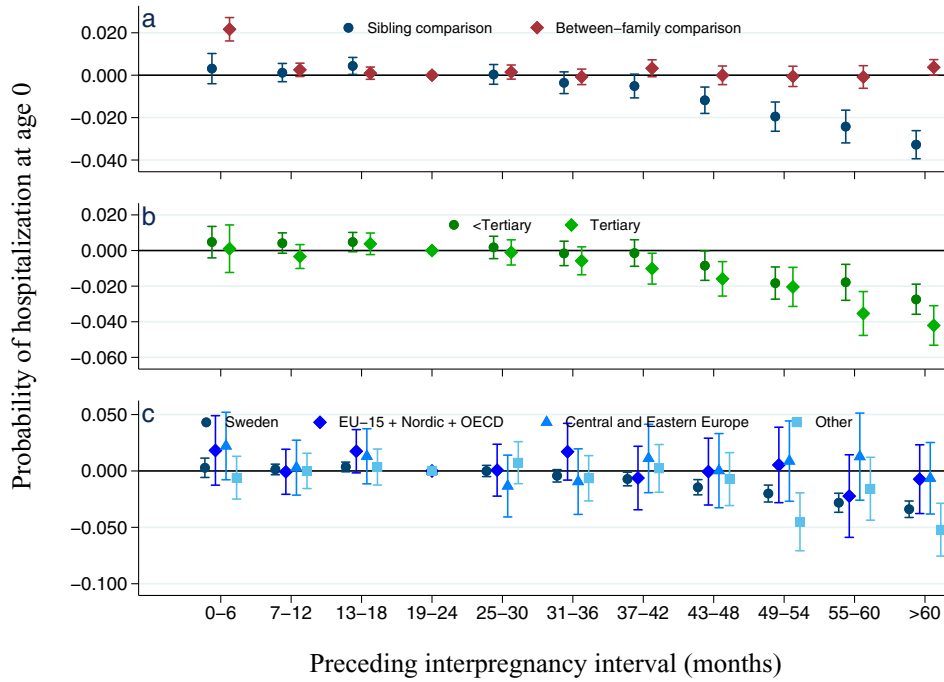 a
Sibling comparison Between−family comparison
0.020
0.000
−0.020
−0.040
b
<Tertiary Tertiary
0.020
0.000
−0.020
−0.040
−0.060
c
Sweden EU−15 + Nordic + OECD Central and Eastern Europe Other
0.050
0.000
−0.050
−0.100
0−6 7−12 13−18 19−24 25−30 31−36 37−42 43−48 49−54 55−60 >60
Preceding interpregnancy interval (months)
Probability of hospitalization at age 0